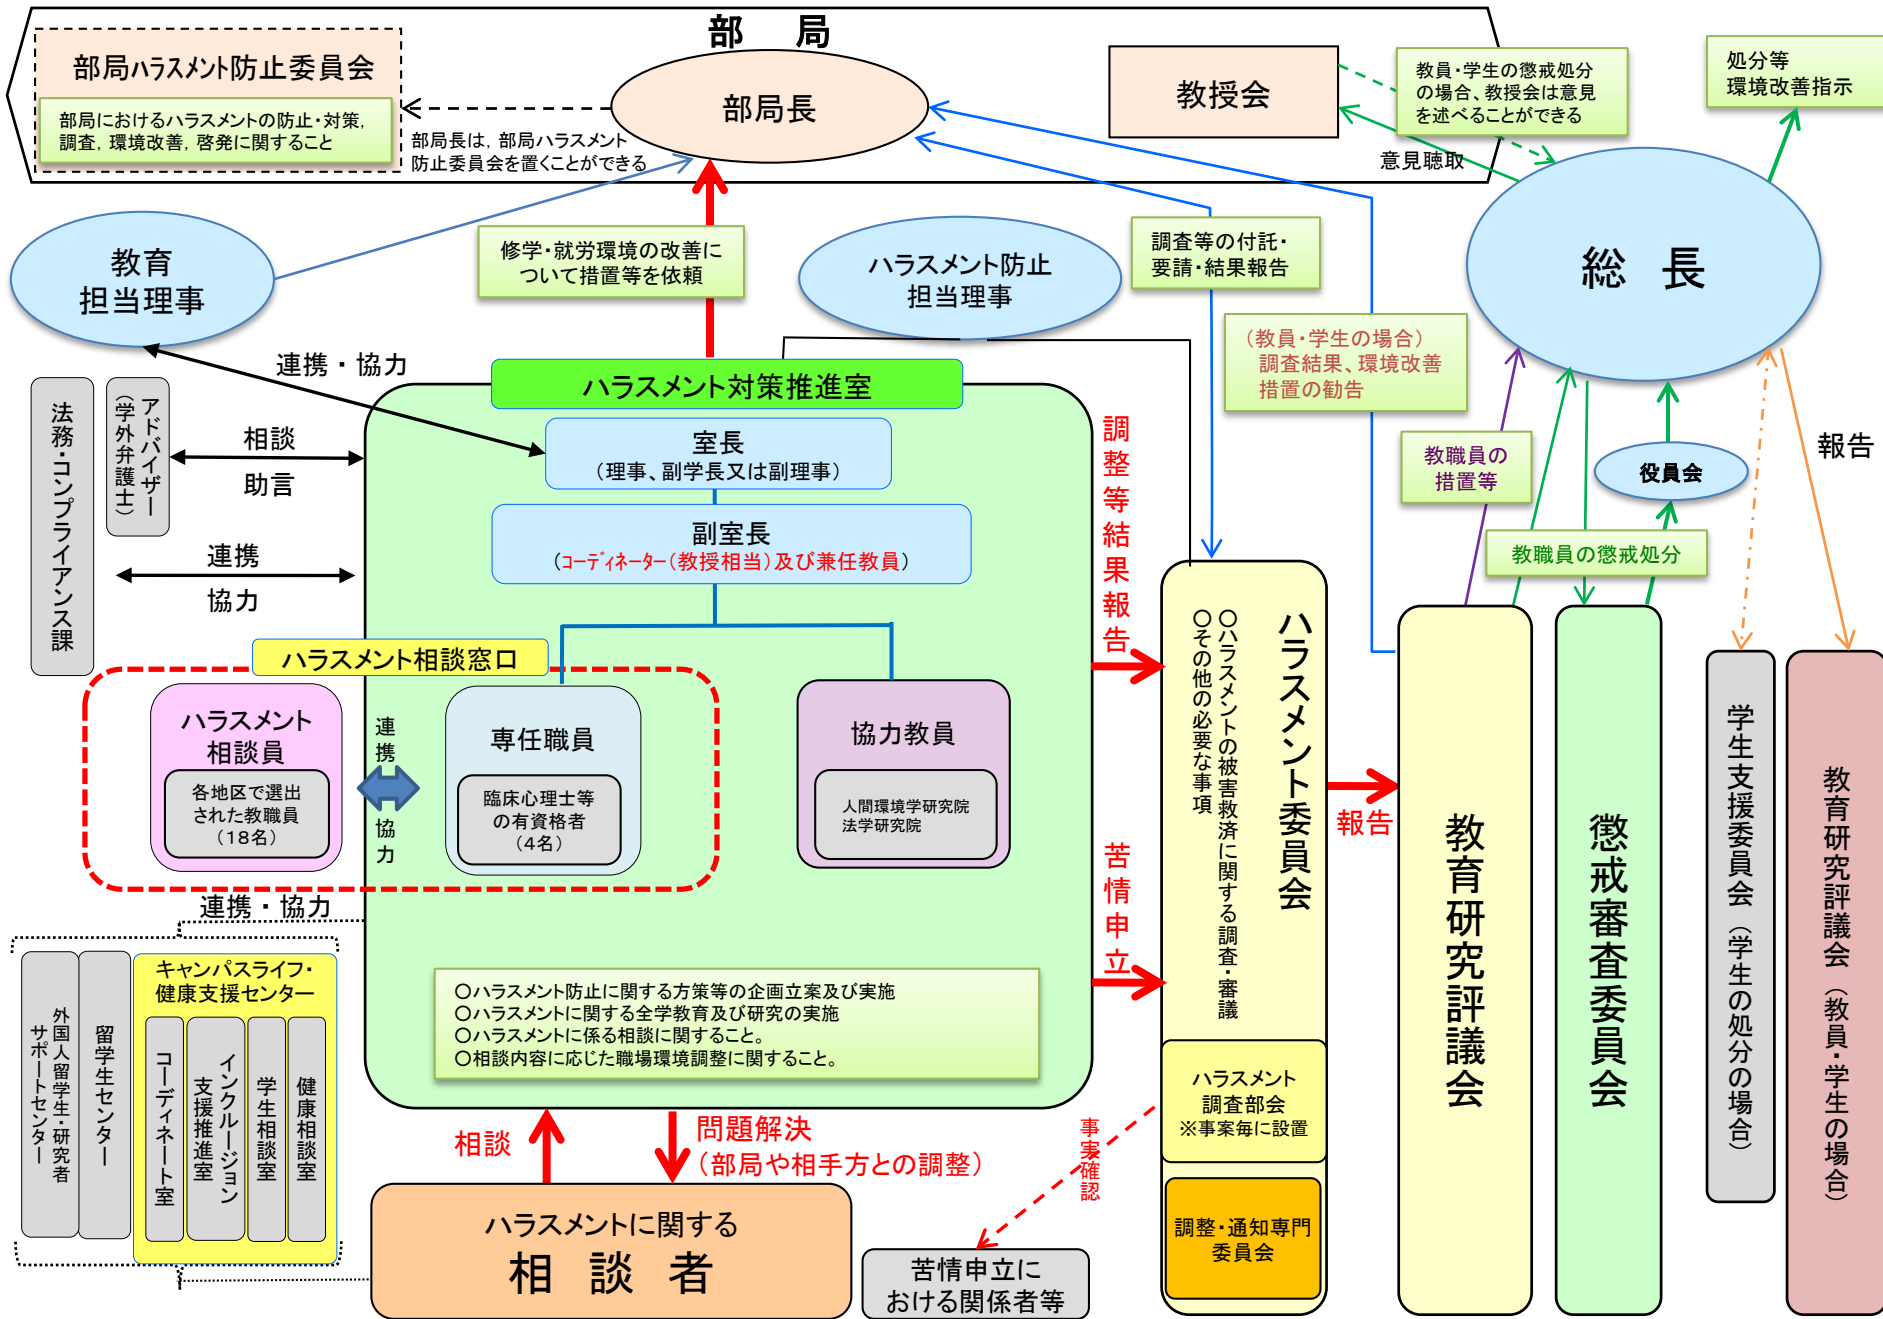 部　局
部局ハラスメント防止委員会
部局におけるハラスメントの防止・対策,
調査, 環境改善, 啓発に関すること
部局長
部局長は, 部局ハラスメント
防止委員会を置くことができる
教授会
教員・学生の懲戒処分
の場合、教授会は意見
を述べることができる
意見聴取
処分等
環境改善指示
教育
担当理事
修学・就労環境の改善に
ついて措置等を依頼
ハラスメント防止
担当理事
調査等の付託・
要請・結果報告
総　長
（教員・学生の場合）
調査結果、環境改善
措置の勧告
連携・協力
法務・コンプライアンス課
アドバイザー
（学外弁護士）
相談
助言
連携
協力
ハラスメント対策推進室
室長
（理事、副学長又は副理事）
副室長
（コーディネーター（教授相当）及び兼任教員）
調整等結果報告
教職員の
措置等
役員会
報告
教職員の懲戒処分
ハラスメント相談窓口
ハラスメント
相談員
各地区で選出
された教職員
（18名）
連携
協力
専任職員
臨床心理士等
の有資格者
（4名）
協力教員
人間環境学研究院
法学研究院
苦情申立
ハラスメント委員会
〇ハラスメントの被害救済に関する調査・審議
〇その他の必要な事項
報告
教育研究評議会
懲戒審査委員会
学生支援委員会（学生の処分の場合）
教育研究評議会（教員・学生の場合）
連携・協力
外国人留学生・研究者
サポートセンター
留学生センター
キャンパスライフ・
健康支援センター
コーディネート室
インクルージョン
支援推進室
学生相談室
健康相談室
〇ハラスメント防止に関する方策等の企画立案及び実施
〇ハラスメントに関する全学教育及び研究の実施
〇ハラスメントに係る相談に関すること。
〇相談内容に応じた職場環境調整に関すること。
ハラスメント
調査部会
※事案毎に設置
調整・通知専門
委員会
相談
問題解決
（部局や相手方との調整）
事実確認
ハラスメントに関する
相　談　者
苦情申立に
おける関係者等